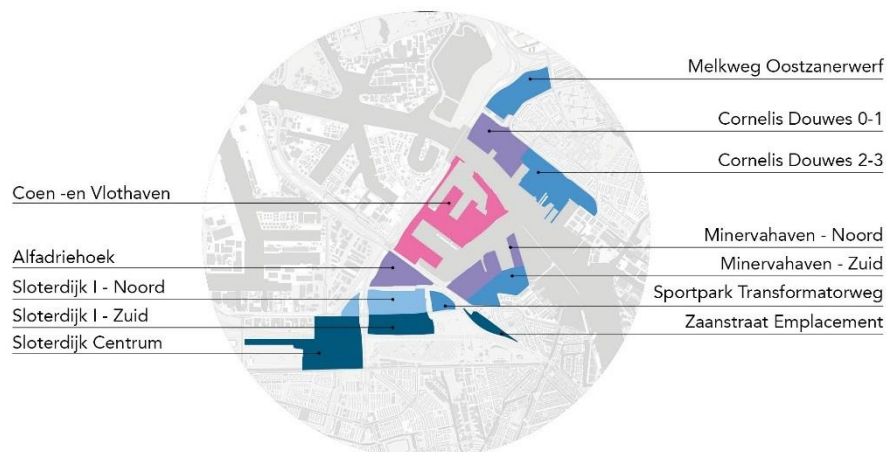 Melkweg Oostzanerwerf
Cornelis Douwes 0-1
Cornelis Douwes 2-3
Coen -en Vlothaven
Minervahaven - Noord
Alfadriehoek
Minervahaven - Zuid
Sloterdijk I - Noord
Sportpark Transformatorweg
Sloterdijk I - Zuid
Zaanstraat Emplacement
Sloterdijk Centrum